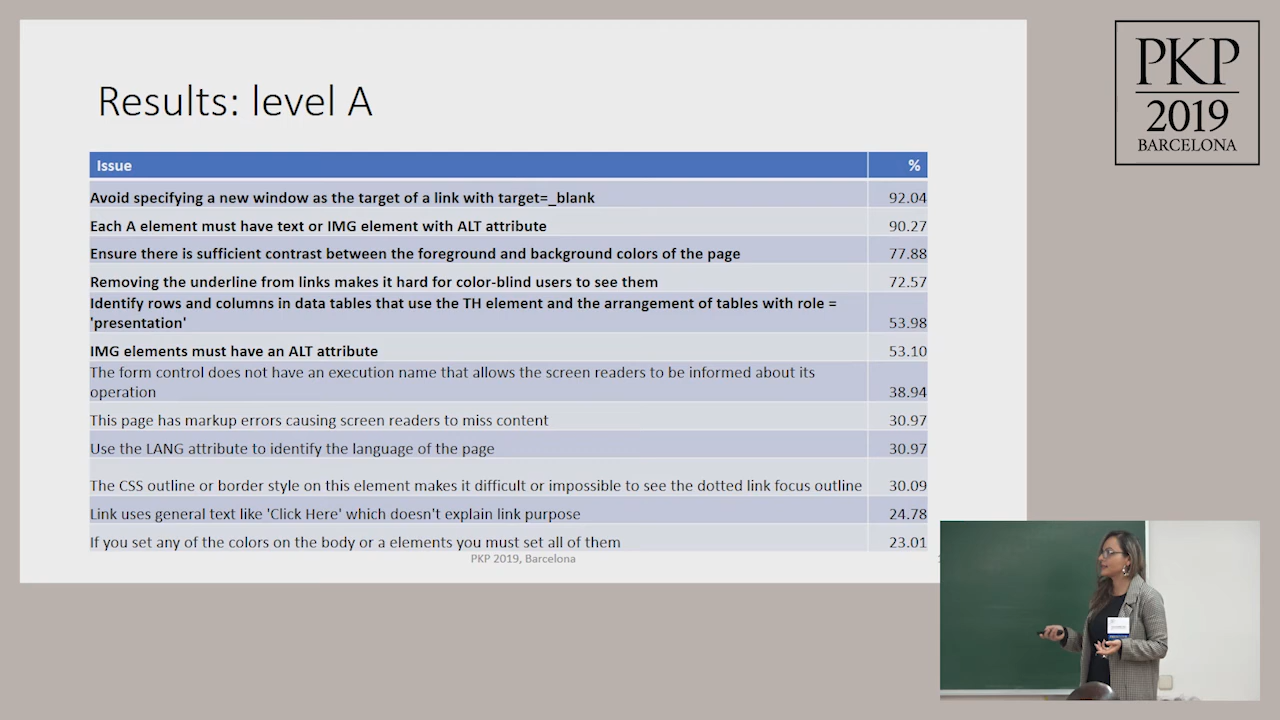 PKP
2019
BARCELONA
Results: level A
Issue %
Avoid specifying a new window as the target of a link with target=_blank 92.04
Each A element must have text or IMG element with ALT attribute 90.27
Ensure there is sufficient contrast between the foreground and background colors of the page 77.88
Removing the underline from links makes it hard for color-blind users to see them 72.57
Identify rows and columns in data tables that use the TH element and the arrangement of tables with role =
'presentation' 53.98
IMG elements must have an ALT attribute 53.10
The form control does not have an execution name that allows the screen readers to be informed about its
operation 38.94
This page has markup errors causing screen readers to miss content 30.97
Use the LANG attribute to identify the language of the page 30.97
The CSS outline or border style on this element makes it difficult or impossible to see the dotted link focus outline 30.09
Link uses general text like 'Click Here' which doesn't explain link purpose 24.78
If you set any of the colors on the body or a elements you must set all of them 23.01
PKP 2019, Barcelona